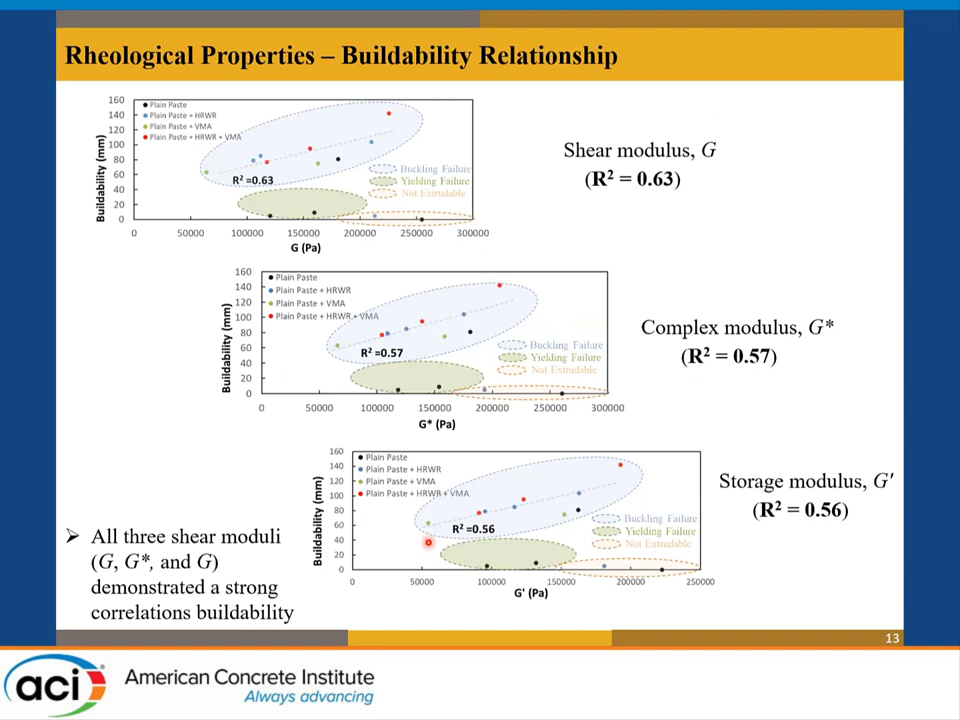 Rheological Properties – Buildability Relationship
160
140
120
100
80
60
40
20
0
Buildability (mm)
Plain Paste
Plain Paste + HRWR
Plain Paste + VMA
Plain Paste + HRWR + VMA
R² =0.63
Buckling Failure
Yielding Failure
Not Extrudable
0 50000 100000 150000 200000 250000 300000
G (Pa)
Shear modulus, G
(R² = 0.63)
160
140
120
100
80
60
40
20
0
Buildability (mm)
Plain Paste
Plain Paste + HRWR
Plain Paste + VMA
Plain Paste + HRWR + VMA
R² =0.57
Buckling Failure
Yielding Failure
Not Extrudable
0 50000 100000 150000 200000 250000 300000
G* (Pa)
Complex modulus, G*
(R² = 0.57)
160
140
120
100
80
60
40
20
0
Buildability (mm)
Plain Paste
Plain Paste + HRWR
Plain Paste + VMA
Plain Paste + HRWR + VMA
R² =0.56
Buckling Failure
Yielding Failure
Not Extrudable
0 50000 100000 150000 200000 250000
G' (Pa)
Storage modulus, G'
(R² = 0.56)
➢ All three shear moduli
(G, G*, and G)
demonstrated a strong
correlations buildability
13
aci
American Concrete Institute
Always advancing